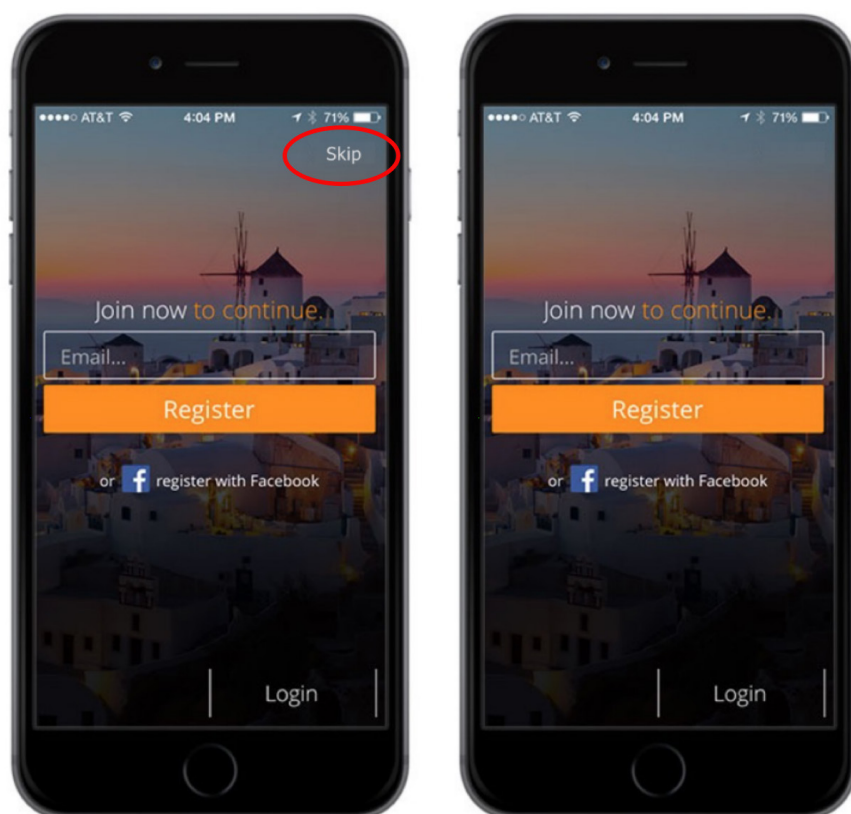 AT&T 4:04 PM 71%
Skip
Join now to continue.
Email...
Register
or f register with Facebook
Login
AT&T 4:04 PM 71%
Join now to continue.
Email...
Register
or f register with Facebook
Login